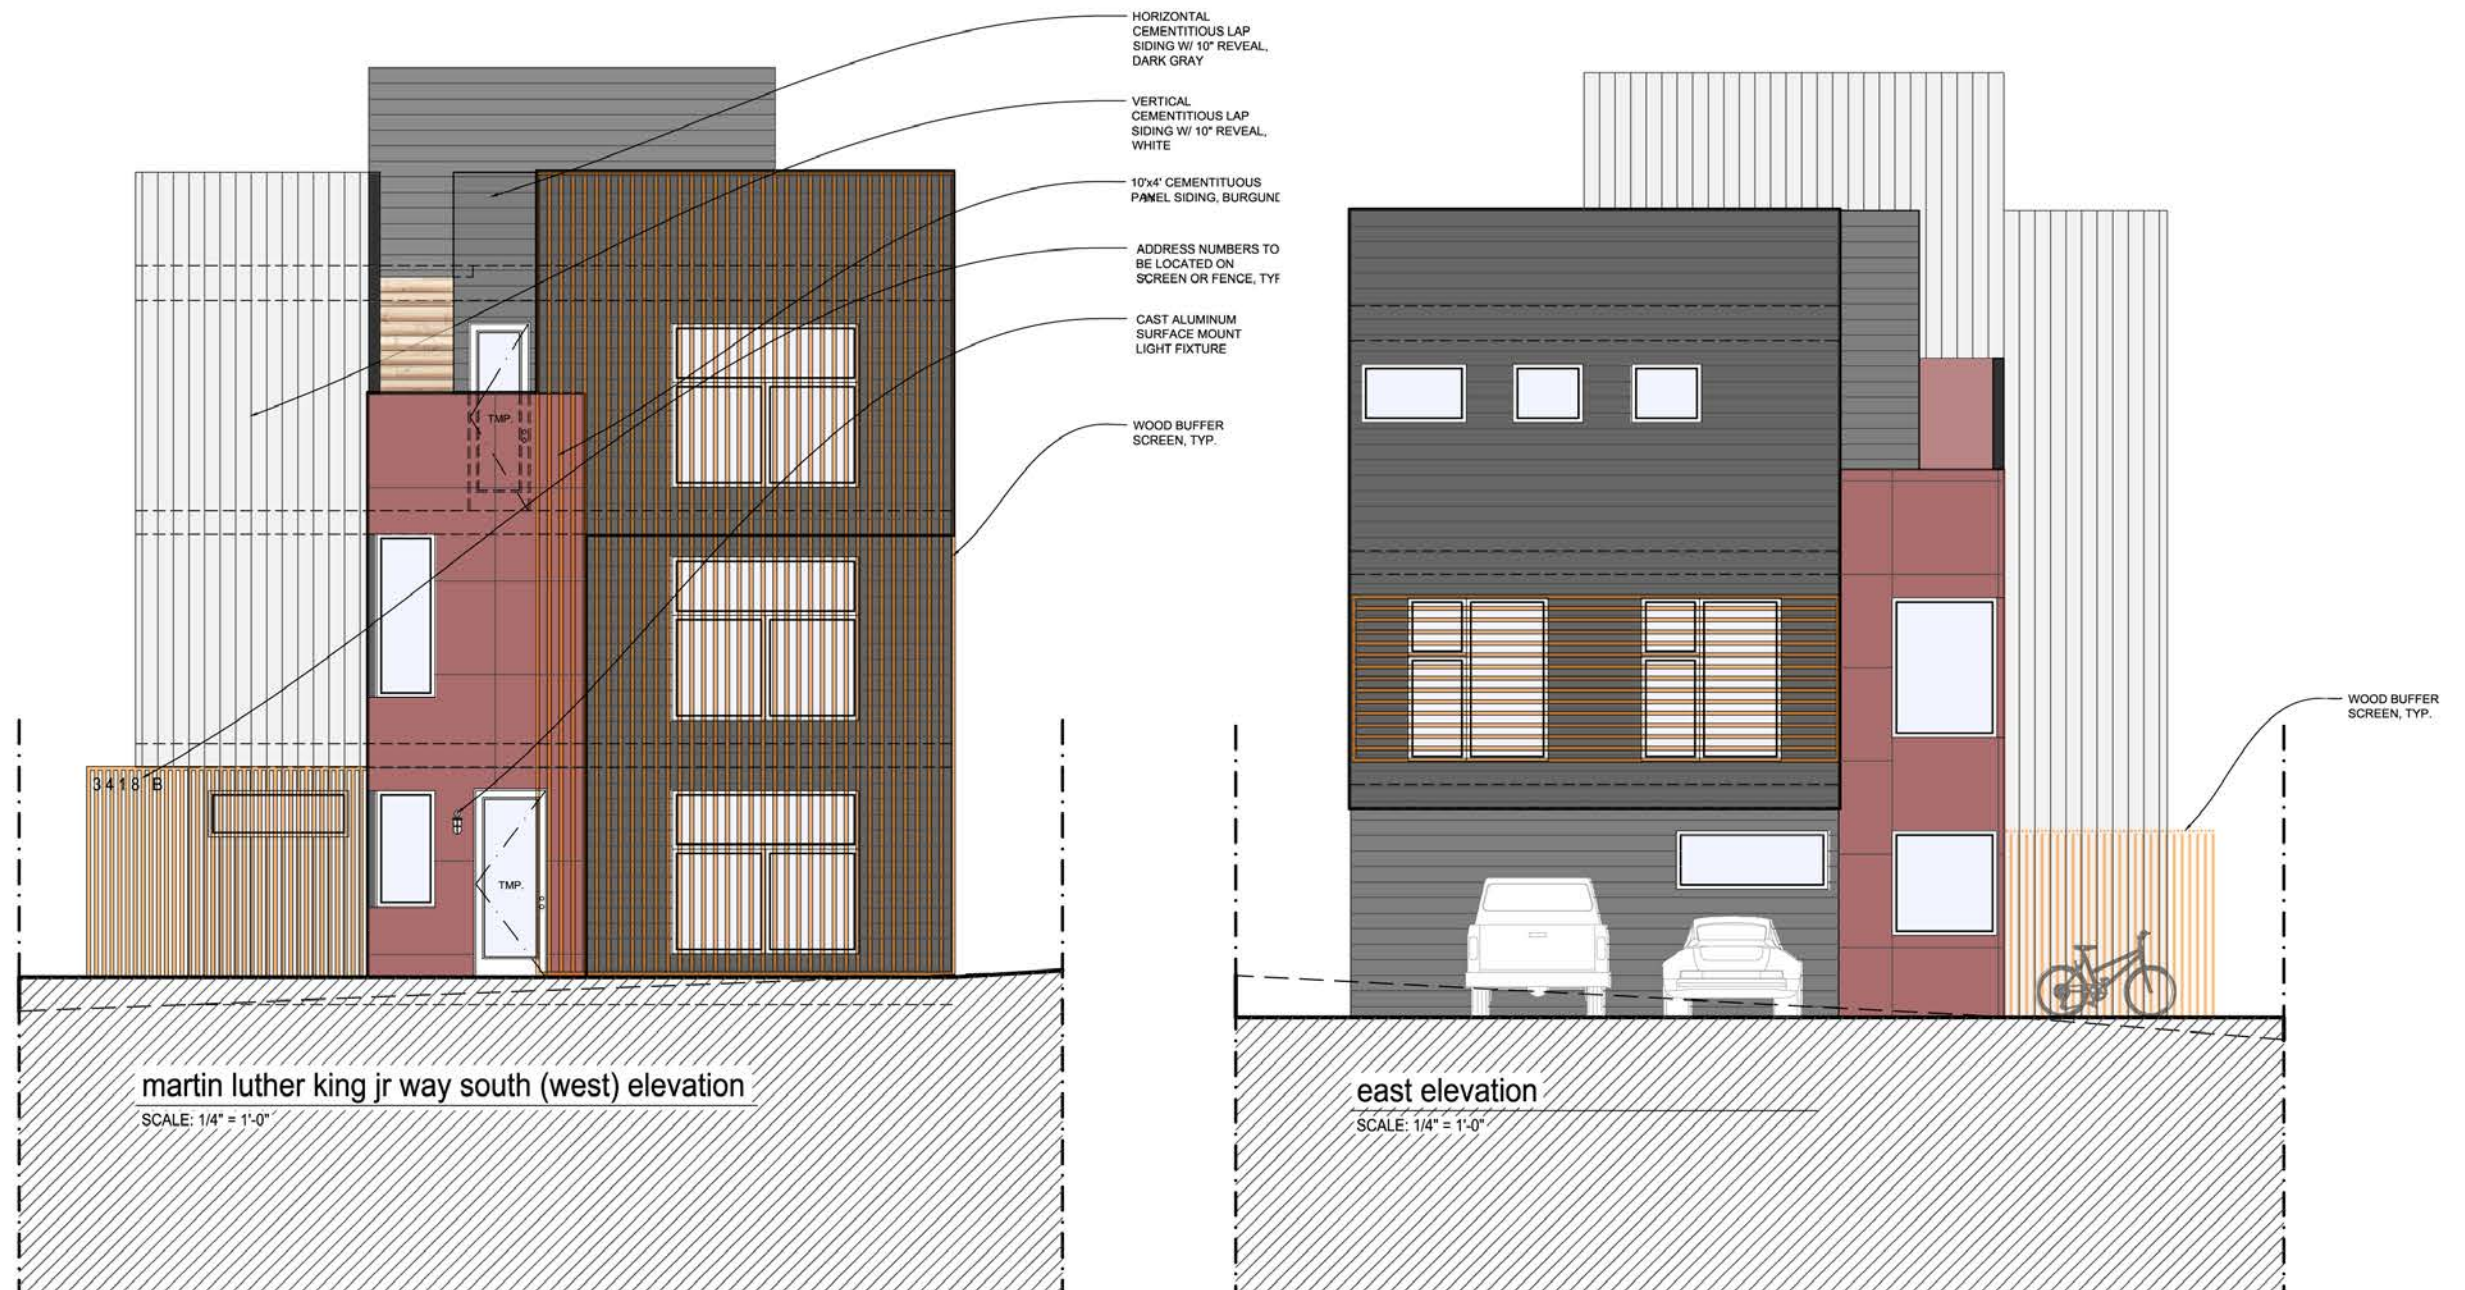 HORIZONTAL
CEMENTITIOUS LAP
SIDING W/ 10" REVEAL,
DARK GRAY
VERTICAL
CEMENTITIOUS LAP
SIDING W/ 10" REVEAL,
WHITE
10'x4' CEMENTITUOUS
PANEL SIDING, BURGUND
ADDRESS NUMBERS TO
BE LOCATED ON
SCREEN OR FENCE, TYP
CAST ALUMINUM
SURFACE MOUNT
LIGHT FIXTURE
WOOD BUFFER
SCREEN, TYP.
TMP.
3418 B
TMP.
martin luther king jr way south (west) elevation
SCALE: 1/4" = 1'-0"
WOOD BUFFER
SCREEN, TYP.
east elevation
SCALE: 1/4" = 1'-0"